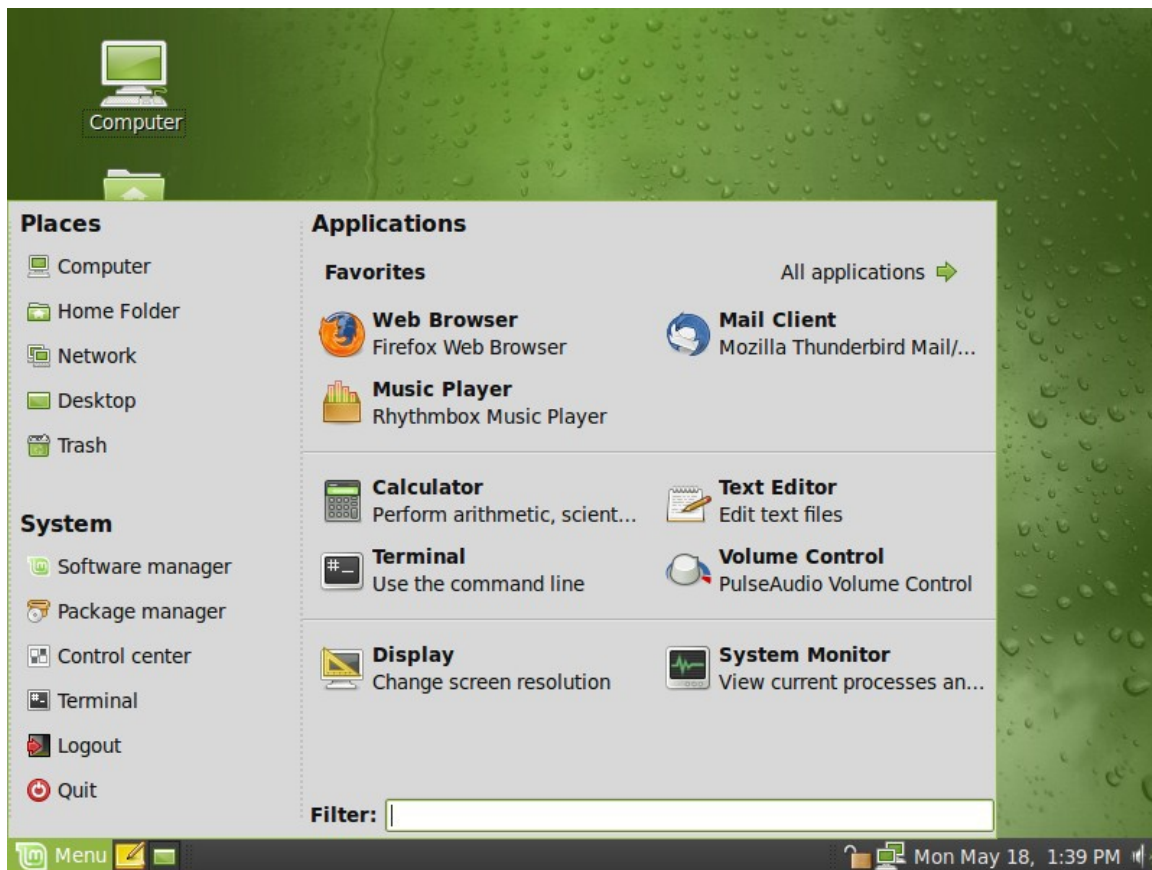 Computer
Places
Computer
Home Folder
Network
Desktop
Trash
System
Software manager
Package manager
Control center
Terminal
Logout
Quit
Applications
Favorites
All applications
Web Browser
Firefox Web Browser
Mail Client
Mozilla Thunderbird Mail/...
Music Player
Rhythmbox Music Player
Calculator
Perform arithmetic, scient...
Text Editor
Edit text files
Terminal
Use the command line
Volume Control
PulseAudio Volume Control
Display
Change screen resolution
System Monitor
View current processes an...
Filter:
Menu
Mon May 18, 1:39 PM